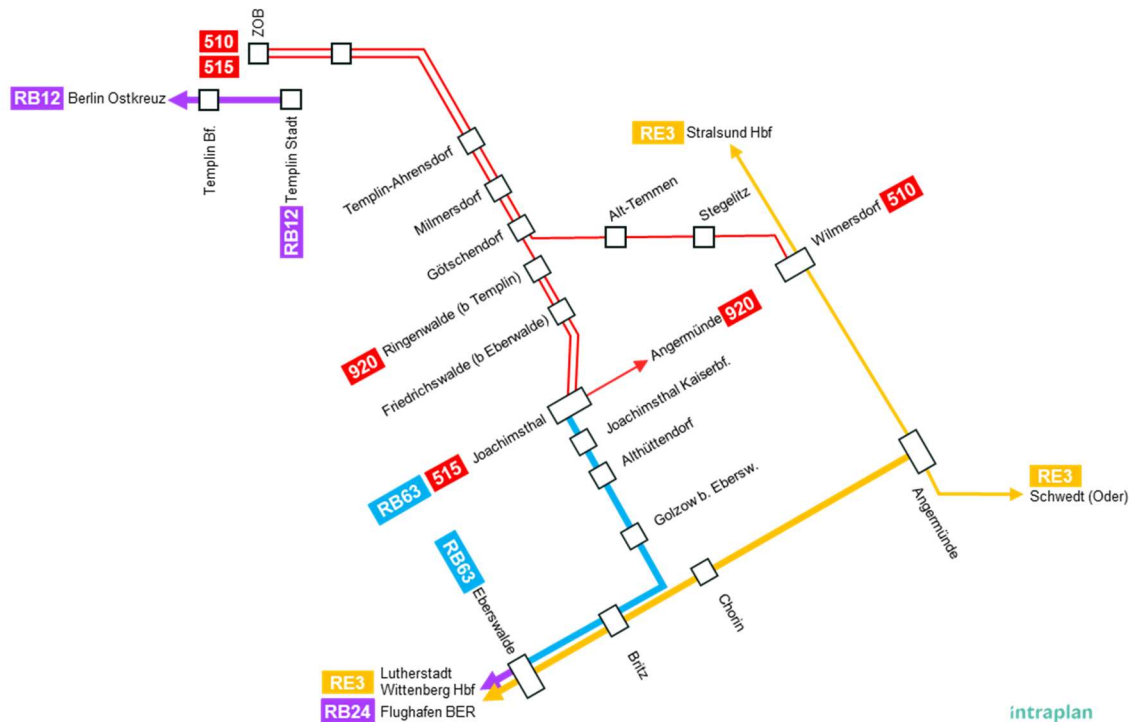 510
515
ZOB
RB12 Berlin Ostkreuz
Templin Bf.
Templin Stadt
RB12
RE3 Stralsund Hbf
Templin-Ahrensdorf
Milmersdorf
Götschendorf
Alt-Temmen
Stegelitz
Wilmersdorf 510
920 Ringenwalde (b Templin)
Friedrichswalde (b Eberwalde)
Angermünde 920
RB63 515 Joachimsthal
Joachimsthal Kaiserbf.
Althüttendorf
Golzow b. Ebersw.
RE3
Schwedt (Oder)
Angermünde
Chorin
RB63 Eberswalde
Britz
RE3 Lutherstadt
Wittenberg Hbf
RB24 Flughafen BER
intraplan